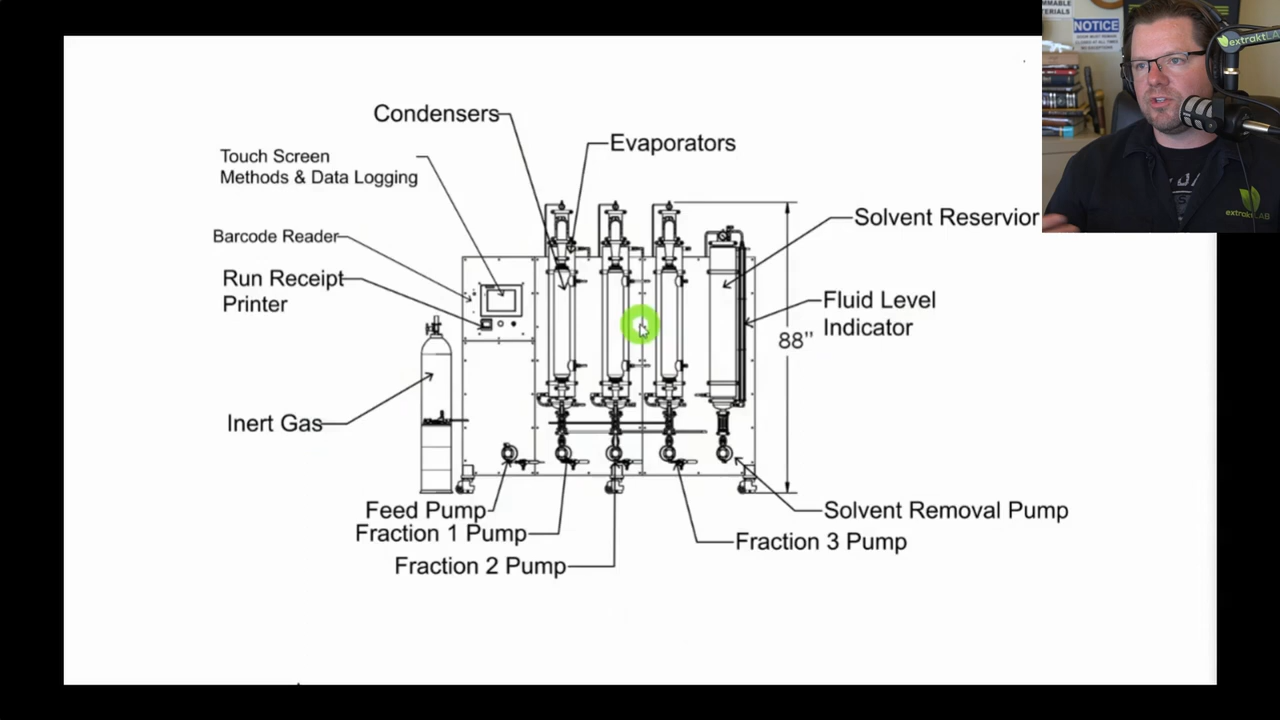 Condensers
Evaporators
Touch Screen
Methods & Data Logging
Barcode Reader
Run Receipt
Printer
Inert Gas
Feed Pump
Fraction 1 Pump
Fraction 2 Pump
Fraction 3 Pump
Solvent Removal Pump
88"
Fluid Level
Indicator
Solvent Reservior
NOTICE
extraktLAB
extraktLAB